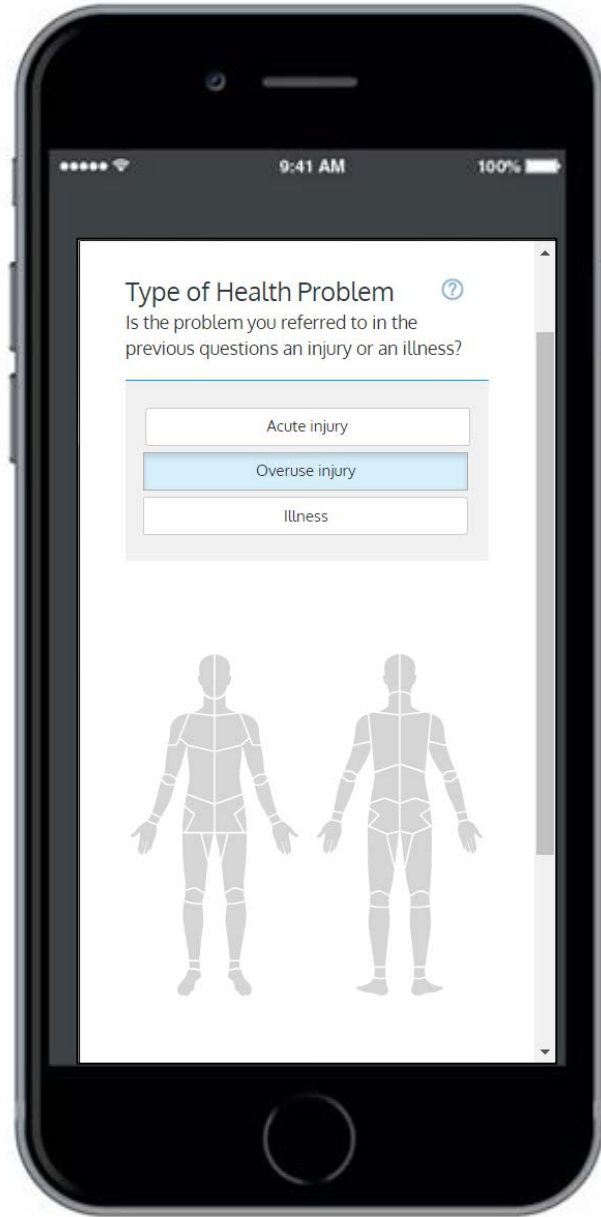 9:41 AM
100%
Type of Health Problem
?
Is the problem you referred to in the
previous questions an injury or an illness?
Acute injury
Overuse injury
Illness